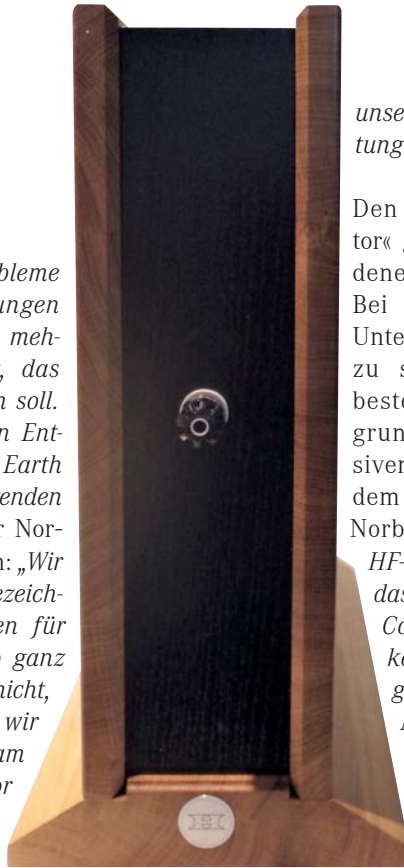 bleme
ungen
meh-
, das
n soll.
n Ent-
Earth
enden
r Nor-
n: „Wir
ezeich-
en für
o ganz
nicht,
wir
am
or
unse
tung
Den
tor«
dene
Bei
Unte
zu s
beste
grun
siver
dem
Norb
HF-
das
Co
ke
g